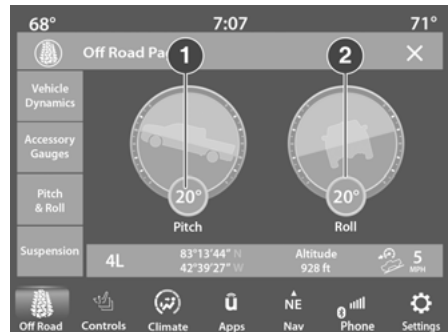 68° 7:07 71°
Off Road Pa
1 2
Vehicle
Dynamics
Accessory
Gauges
Pitch
& Roll
Suspension
20° 20°
Pitch Roll
4L
83°13'44" N
42°39'27" W
Altitude
928 ft
5
MPH
Off Road Controls Climate Apps NE Nav Phone Settings